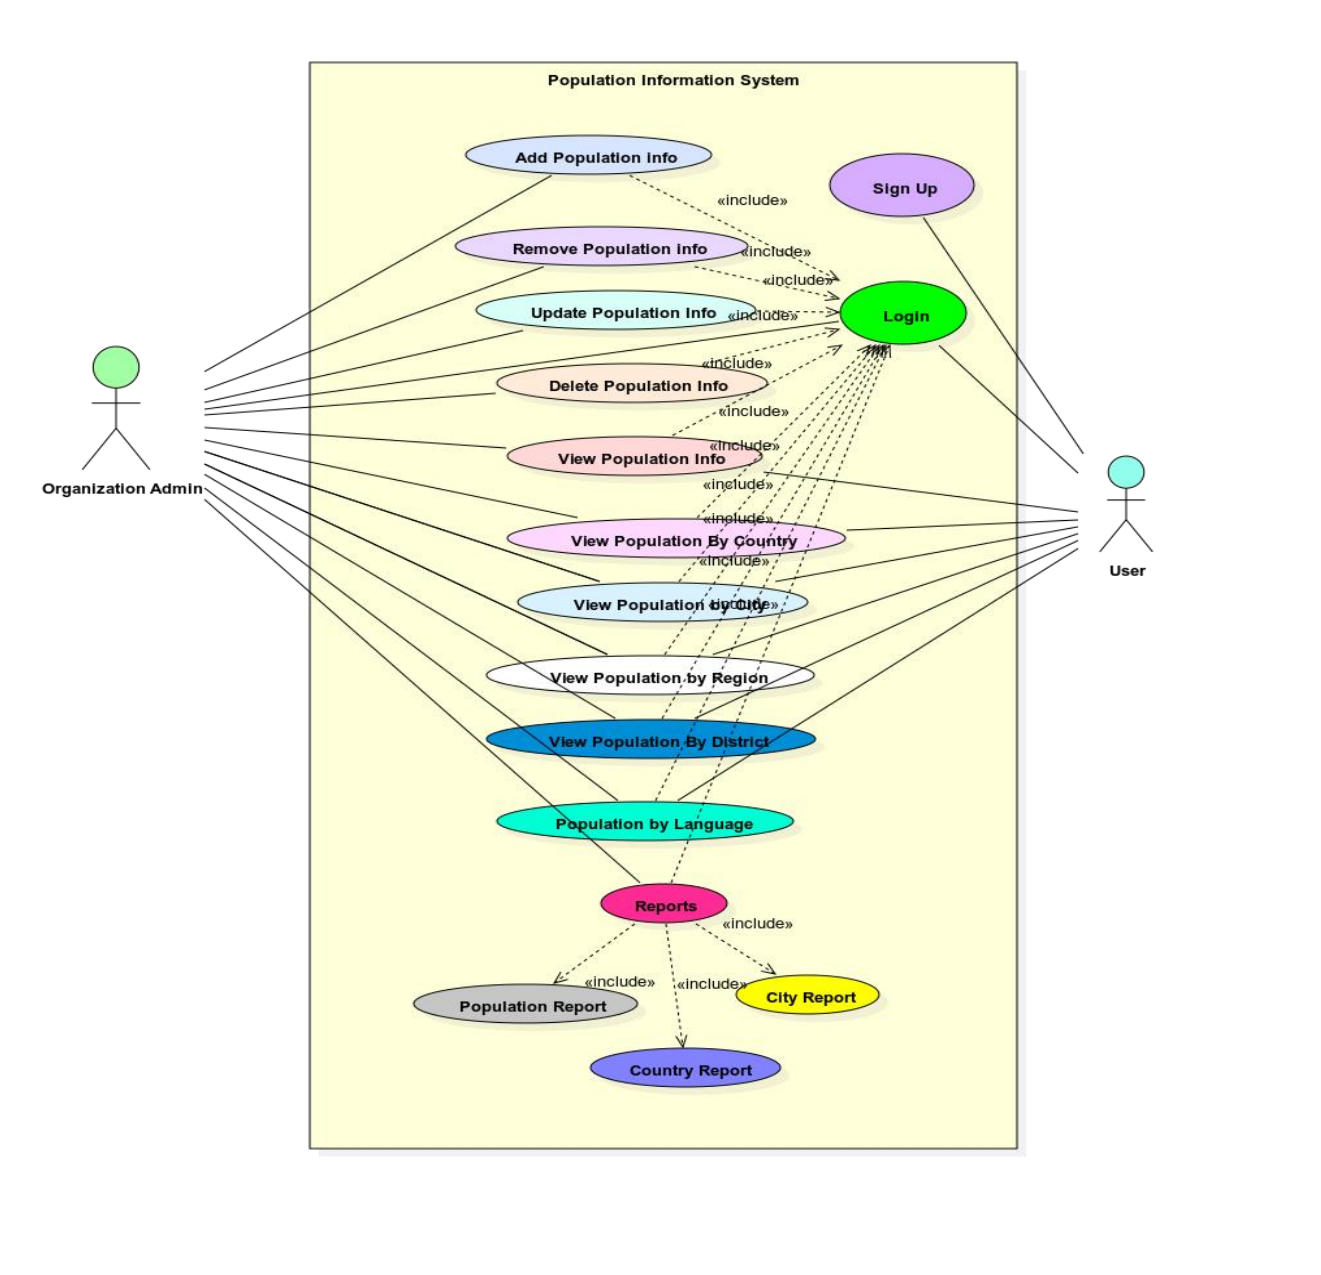 Population Information System
Add Population info
Sign Up
«include»
Remove Population info
«include»
«include»
Update Population Info
«include»
Login
«include»
Delete Population Info
«include»
«include»
View Population Info
«include»
Organization Admin
«include»
View Population By Country
«include»
User
View Population by City
«include»
View Population by Region
View Population By District
Population by Language
Reports
«include»
«include»
«include»
Population Report
City Report
Country Report